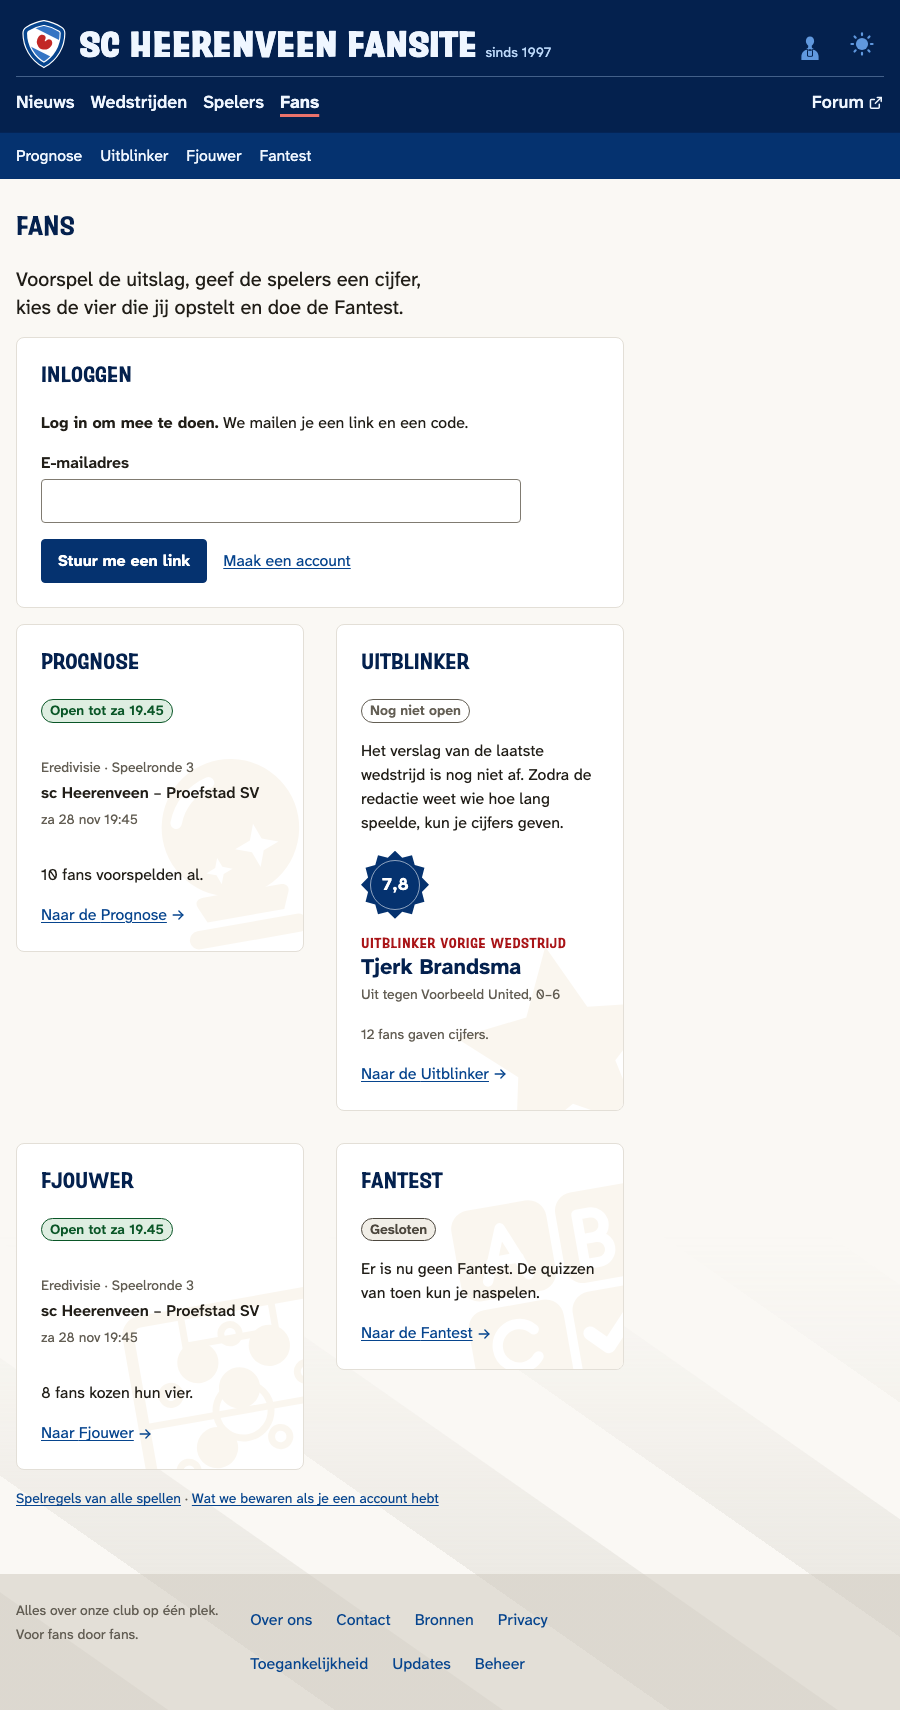 SC HEERENVEEN FANSITE sinds 1997
Nieuws Wedstrijden Spelers Fans Forum
Prognose Uitblinker Fjouwer Fantest
FANS
Voorspel de uitslag, geef de spelers een cijfer,
kies de vier die jij opstelt en doe de Fantest.
INLOGGEN
Log in om mee te doen. We mailen je een link en een code.
E-mailadres
Stuur me een link Maak een account
PROGNOSE
Open tot za 19.45
Eredivisie · Speelronde 3
sc Heerenveen – Proefstad SV
za 28 nov 19:45
10 fans voorspelden al.
Naar de Prognose →
UITBLINKER
Nog niet open
Het verslag van de laatste
wedstrijd is nog niet af. Zodra de
redactie weet wie hoe lang
speelde, kun je cijfers geven.
7,8
UITBLINKER VORIGE WEDSTRIJD
Tjerk Brandsma
Uit tegen Voorbeeld United, 0–6
12 fans gaven cijfers.
Naar de Uitblinker →
FJOUWER
Open tot za 19.45
Eredivisie · Speelronde 3
sc Heerenveen – Proefstad SV
za 28 nov 19:45
8 fans kozen hun vier.
Naar Fjouwer →
FANTEST
Gesloten
Er is nu geen Fantest. De quizzen
van toen kun je naspelen.
Naar de Fantest →
A B
C
Spelregels van alle spellen · Wat we bewaren als je een account hebt
Alles over onze club op één plek.
Voor fans door fans.
Over ons Contact Bronnen Privacy
Toegankelijkheid Updates Beheer